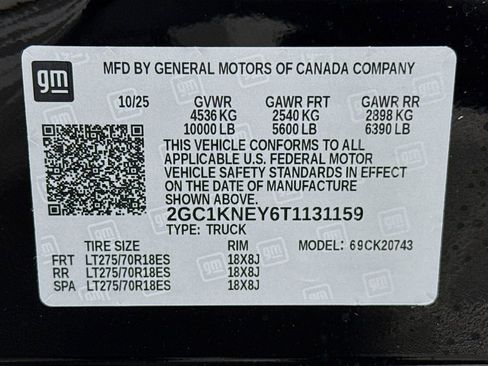 gm
MFD BY GENERAL MOTORS OF CANADA COMPANY
10/25 GVWR GAWR FRT GAWR RR
4536 KG 2540 KG 2898 KG
10000 LB 5600 LB 6390 LB
THIS VEHICLE CONFORMS TO ALL
APPLICABLE U.S. FEDERAL MOTOR
VEHICLE SAFETY STANDARDS IN EFFECT
ON THE DATE OF MANUFACTURE
SHOWN ABOVE.
2GC1KNEY6T1131159
TYPE: TRUCK
TIRE SIZE RIM MODEL: 69CK20743
FRT LT275/70R18ES 18X8J
RR LT275/70R18ES 18X8J
SPA LT275/70R18ES 18X8J